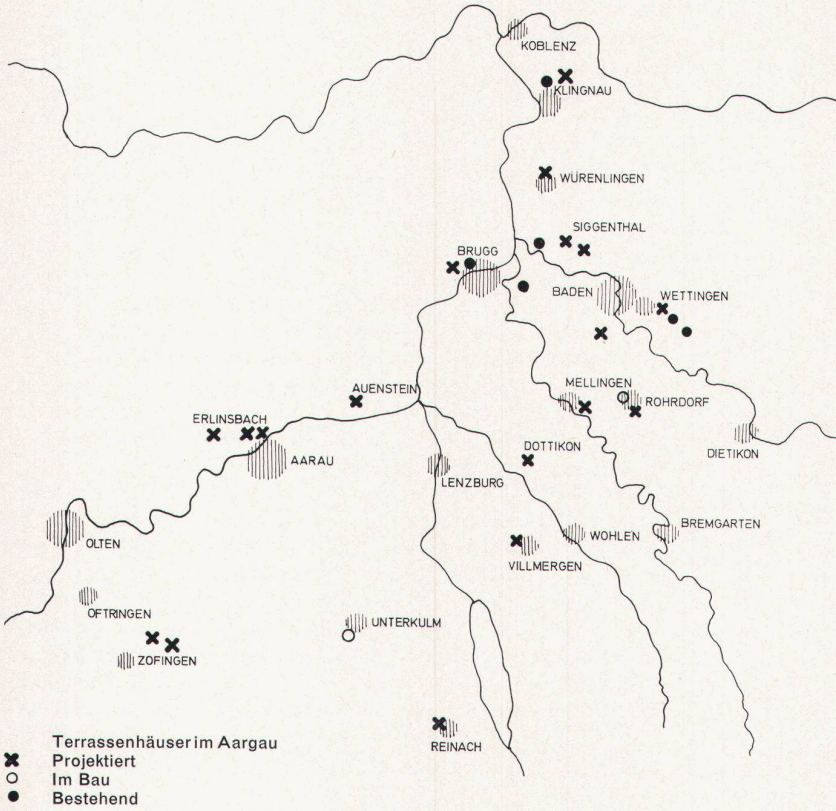 KOBLENZ
KLINGNAU
WÜRENLINGEN
SIGGENTHAL
BRUGG
BADEN
WETTINGEN
AUENSTEIN
MELLINGEN
ROHRDORF
ERLINSBACH
AARAU
DOTTIKON
DIETIKON
LENZBURG
BREMGARTEN
OLTEN
WOHLEN
VILLMERGEN
OFTRINGEN
UNTERKULM
ZOFINGEN
REINACH
Terrassenhäuser im Aargau
Projektiert
Im Bau
Bestehend